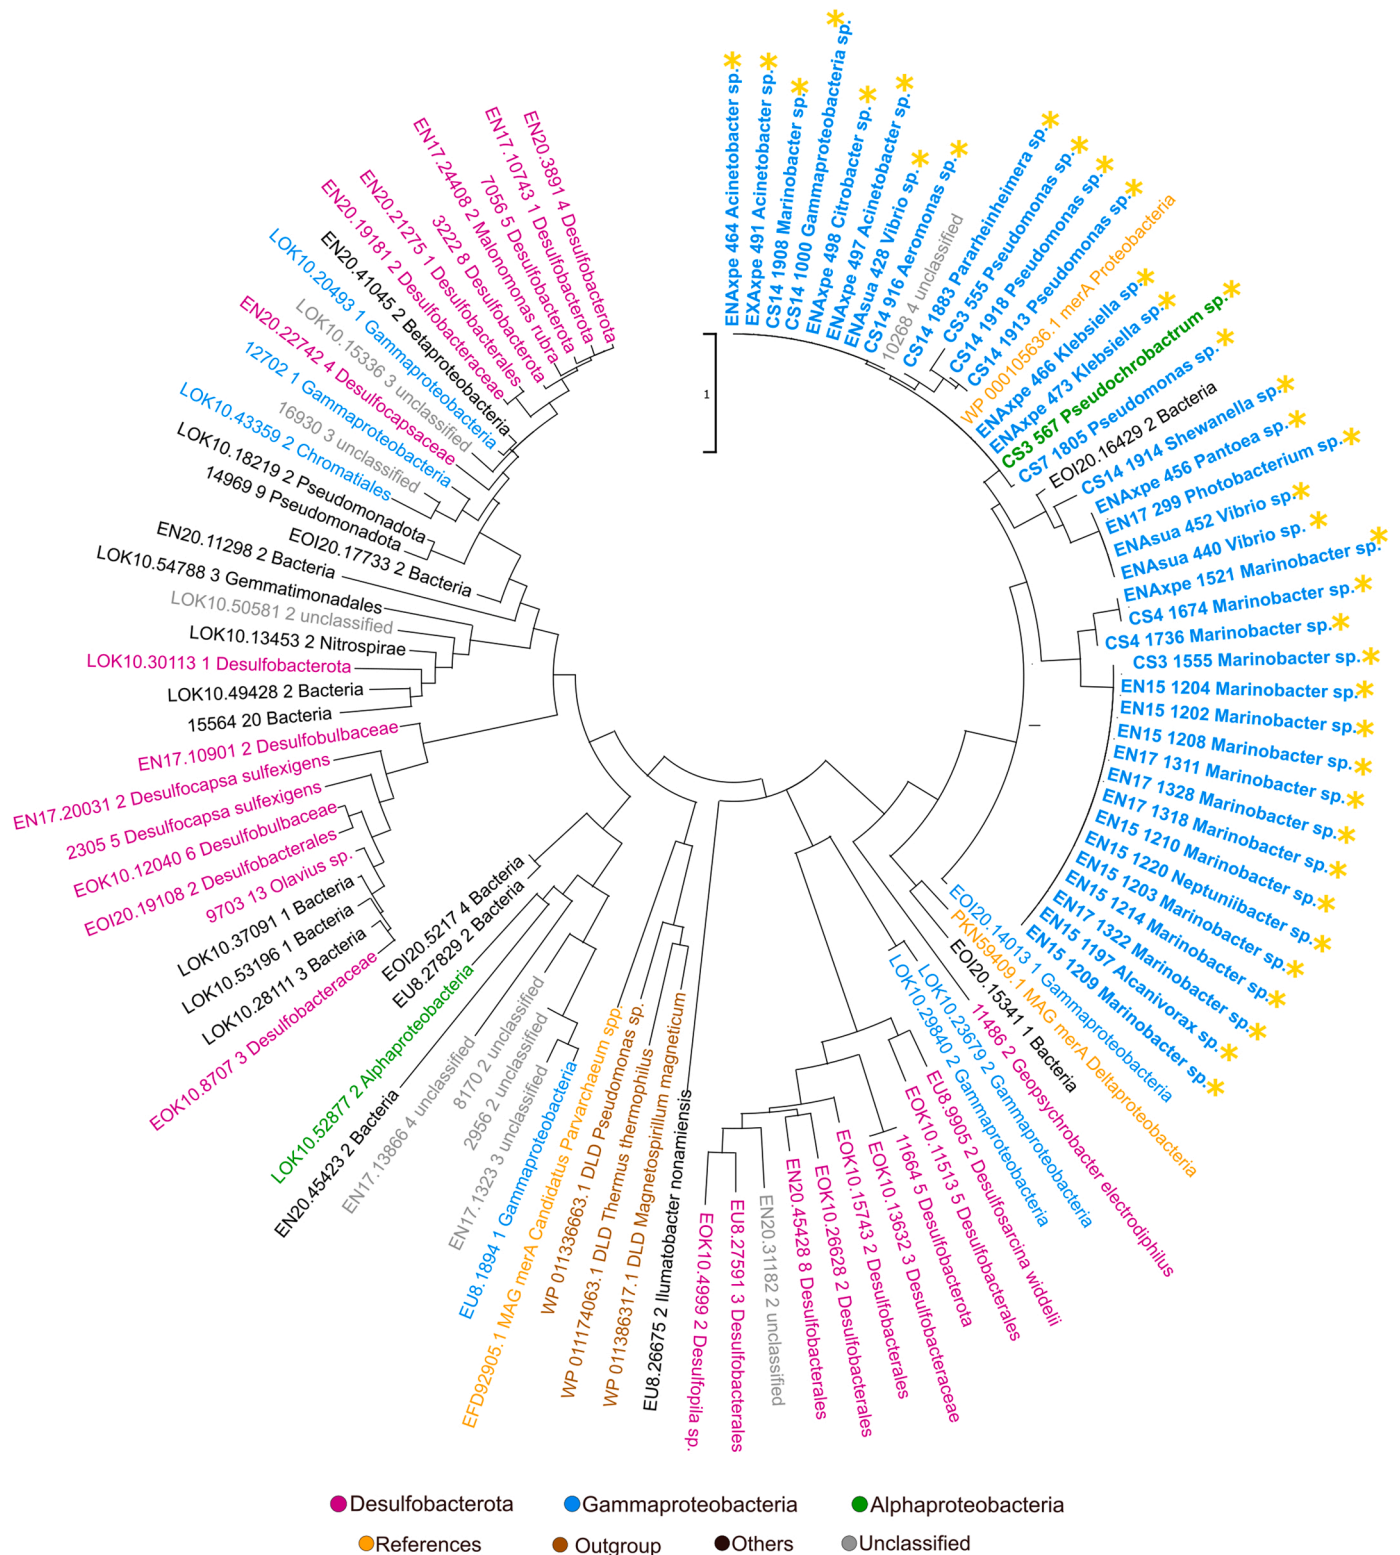 ENAxpe 464 Acinetobacter sp.*
EXAxpe 491 Acinetobacter sp.*
CS14 1908 Marinobacter sp.*
CS14 1000 Gammaproteobacteria sp.*
ENAxpe 498 Citrobacter sp.*
ENAxpe 497 Acinetobacter sp.*
ENAsua 428 Vibrio sp.*
CS14 916 Aeromonas sp.*
10268 4 unclassified
CS14 1883 Pararheinheimera sp.*
CS3 555 Pseudomonas sp.*
CS14 1918 Pseudomonas sp.*
CS14 1913 Pseudomonas sp.*
WP 000105636.1 merA Proteobacteria
ENAxpe 466 Klebsiella sp.*
ENAxpe 473 Klebsiella sp.*
CS3 567 Pseudochrobactrum sp.*
CS7 1805 Pseudomonas sp.*
EOI20.16429 2 Bacteria
CS14 1914 Shewanella sp.*
ENAxpe 456 Pantoea sp.*
EN17 299 Photobacterium sp.*
ENAsua 452 Vibrio sp.*
ENAsua 440 Vibrio sp. *
ENAxpe 1521 Marinobacter sp.*
CS4 1674 Marinobacter sp.*
CS4 1736 Marinobacter sp.*
CS3 1555 Marinobacter sp.*
EN15 1204 Marinobacter sp.*
EN15 1202 Marinobacter sp.*
EN15 1208 Marinobacter sp.*
EN17 1311 Marinobacter sp.*
EN17 1328 Marinobacter sp.*
EN17 1318 Marinobacter sp.*
EN15 1210 Marinobacter sp.*
EN15 1220 Neptuniibacter sp.*
EN15 1203 Marinobacter sp.*
EN15 1214 Marinobacter sp.*
EN17 1322 Marinobacter sp.*
EN15 1197 Alcanivorax sp.*
EN15 1209 Marinobacter sp.*
EOI20.14013 1 Gammaproteobacteria
PKN59409.1 MAG merA Deltaproteobacteria
EOI20.15341 1 Bacteria
11486 2 Geopsychrobacter electrodiphilus
LOK10.23679 2 Gammaproteobacteria
LOK10.29840 2 Gammaproteobacteria
EU8.9905 2 Desulfosarcina widdelii
EOK10.11513 5 Desulfobacterales
11664 5 Desulfobacterota
EOK10.13632 3 Desulfobacteraceae
EOK10.15743 2 Desulfobacterales
EOK10.26628 2 Desulfobacterales
EN20.45428 8 Desulfobacterales
EN20.31182 2 unclassified
EU8.27591 3 Desulfobacterales
EOK10.4999 2 Desulfopila sp.
EU8.26675 2 Ilumatobacter nonamiensis
WP 011386317.1 DLD Magnetospirillum magneticum
WP 011174063.1 DLD Thermus thermophilus
WP 011336663.1 DLD Pseudomonas sp.
EFD92905.1 MAG merA Candidatus Parvarchaeum spp.
EU8.1894 1 Gammaproteobacteria
EN17.1323 3 unclassified
2956 2 unclassified
8170 2 unclassified
EN17.13866 4 unclassified
EN20.45423 2 Bacteria
LOK10.52877 2 Alphaproteobacteria
EU8.27829 2 Bacteria
EOI20.5217 4 Bacteria
EOK10.8707 3 Desulfobacteraceae
LOK10.28111 3 Bacteria
LOK10.53196 1 Bacteria
LOK10.37091 1 Bacteria
9703 13 Olavius sp.
EOI20.19108 2 Desulfobacterales
EOK10.12040 6 Desulfobulbaceae
2305 5 Desulfocapsa sulfexigens
EN17.20031 2 Desulfocapsa sulfexigens
EN17.10901 2 Desulfobulbaceae
15564 20 Bacteria
LOK10.49428 2 Bacteria
LOK10.30113 1 Desulfobacterota
LOK10.13453 2 Nitrospirae
LOK10.50581 2 unclassified
LOK10.54788 3 Gemmatimonadales
EN20.11298 2 Bacteria
EOI20.17733 2 Bacteria
14969 9 Pseudomonadota
LOK10.18219 2 Pseudomonadota
LOK10.43359 2 Chromatiales
16930 3 unclassified
12702 1 Gammaproteobacteria
EN20.22742 4 Desulfocapsaceae
LOK10.15336 3 unclassified
LOK10.20493 1 Gammaproteobacteria
EN20.41045 2 Betaproteobacteria
EN20.19181 2 Desulfobacteraceae
EN20.21275 1 Desulfobacterales
3222 8 Desulfobacterota
EN17.24408 2 Malonomonas rubra
7056 5 Desulfobacterota
EN17.10743 1 Desulfobacterota
EN20.3891 4 Desulfobacterota
1
Desulfobacterota
Gammaproteobacteria
Alphaproteobacteria
References
Outgroup
Others
Unclassified